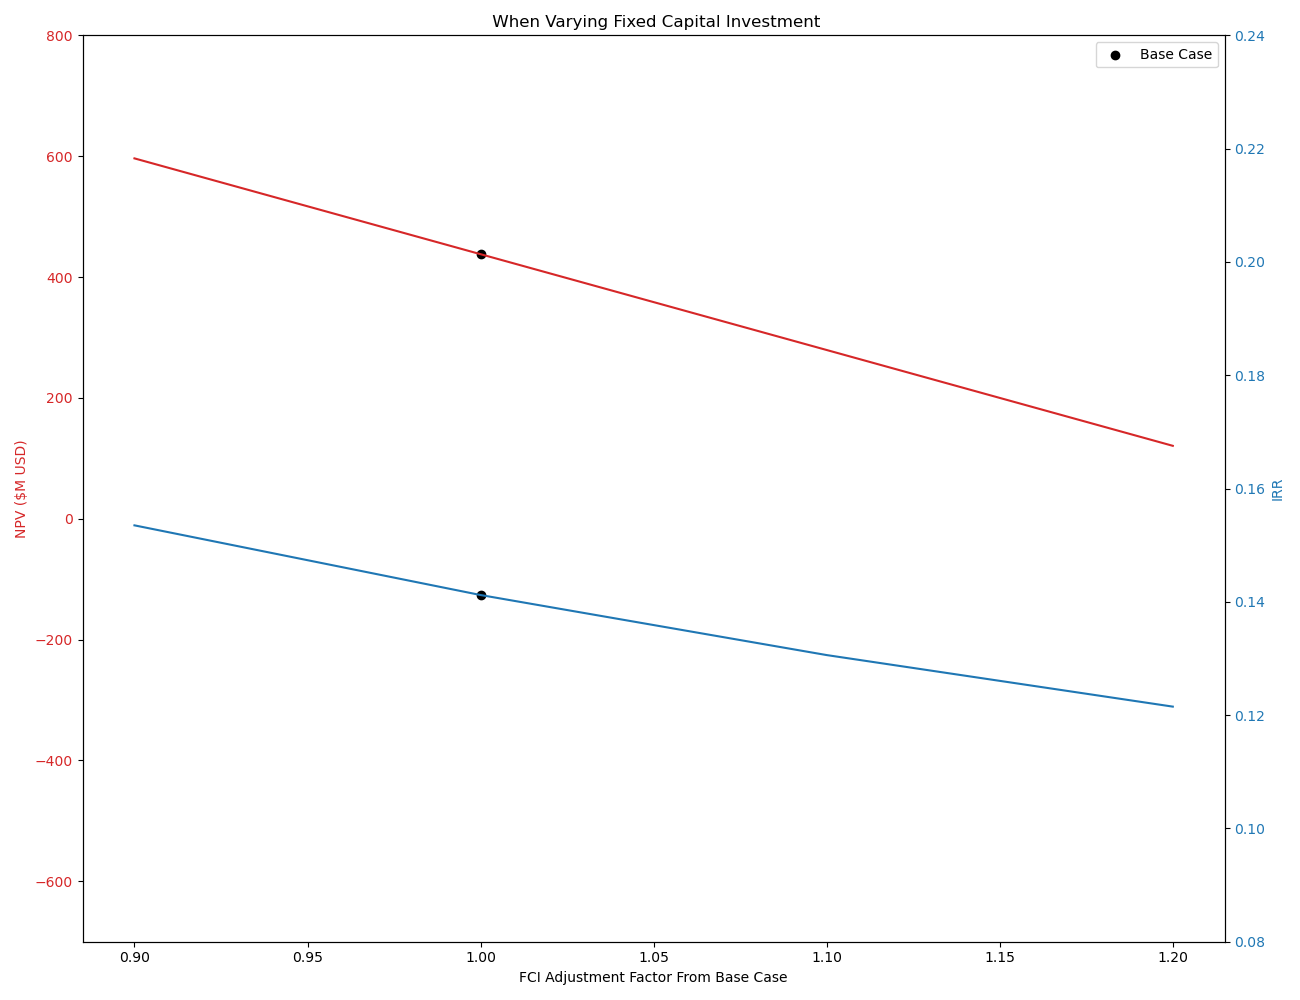 When Varying Fixed Capital Investment
Base Case
800
600
400
200
0
−200
−400
−600
NPV ($M USD)
0.24
0.22
0.20
0.18
0.16
0.14
0.12
0.10
0.08
IRR
0.90 0.95 1.00 1.05 1.10 1.15 1.20
FCI Adjustment Factor From Base Case